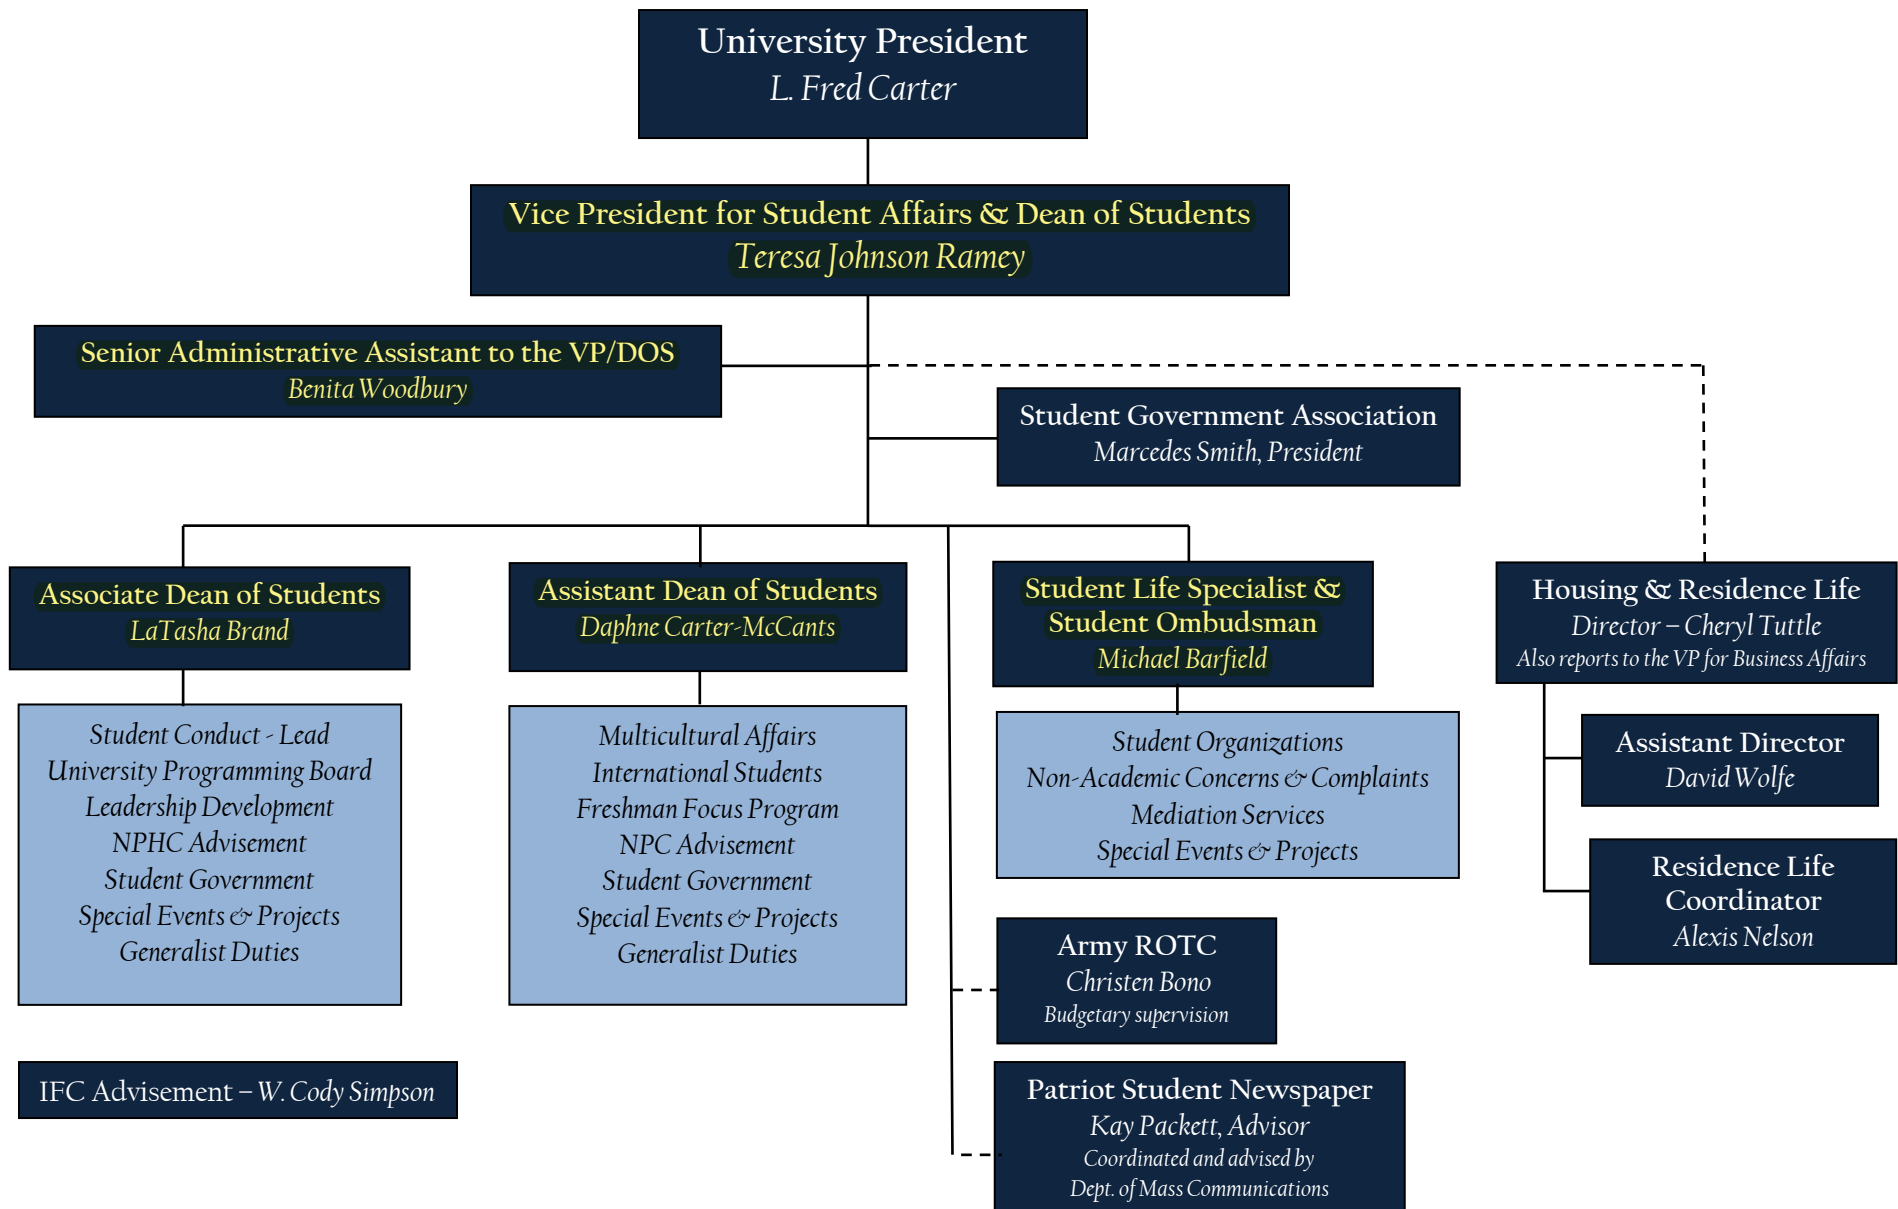 University President
L. Fred Carter
Vice President for Student Affairs & Dean of Students
Teresa Johnson Ramey
Senior Administrative Assistant to the VP/DOS
Benita Woodbury
Student Government Association
Marcedes Smith, President
Associate Dean of Students
LaTasha Brand
Student Conduct - Lead
University Programming Board
Leadership Development
NPHC Advisement
Student Government
Special Events & Projects
Generalist Duties
IFC Advisement – W. Cody Simpson
Assistant Dean of Students
Daphne Carter-McCants
Multicultural Affairs
International Students
Freshman Focus Program
NPC Advisement
Student Government
Special Events & Projects
Generalist Duties
Student Life Specialist &
Student Ombudsman
Michael Barfield
Student Organizations
Non-Academic Concerns & Complaints
Mediation Services
Special Events & Projects
Army ROTC
Christen Bono
Budgetary supervision
Patriot Student Newspaper
Kay Packett, Advisor
Coordinated and advised by
Dept. of Mass Communications
Housing & Residence Life
Director – Cheryl Tuttle
Also reports to the VP for Business Affairs
Assistant Director
David Wolfe
Residence Life
Coordinator
Alexis Nelson